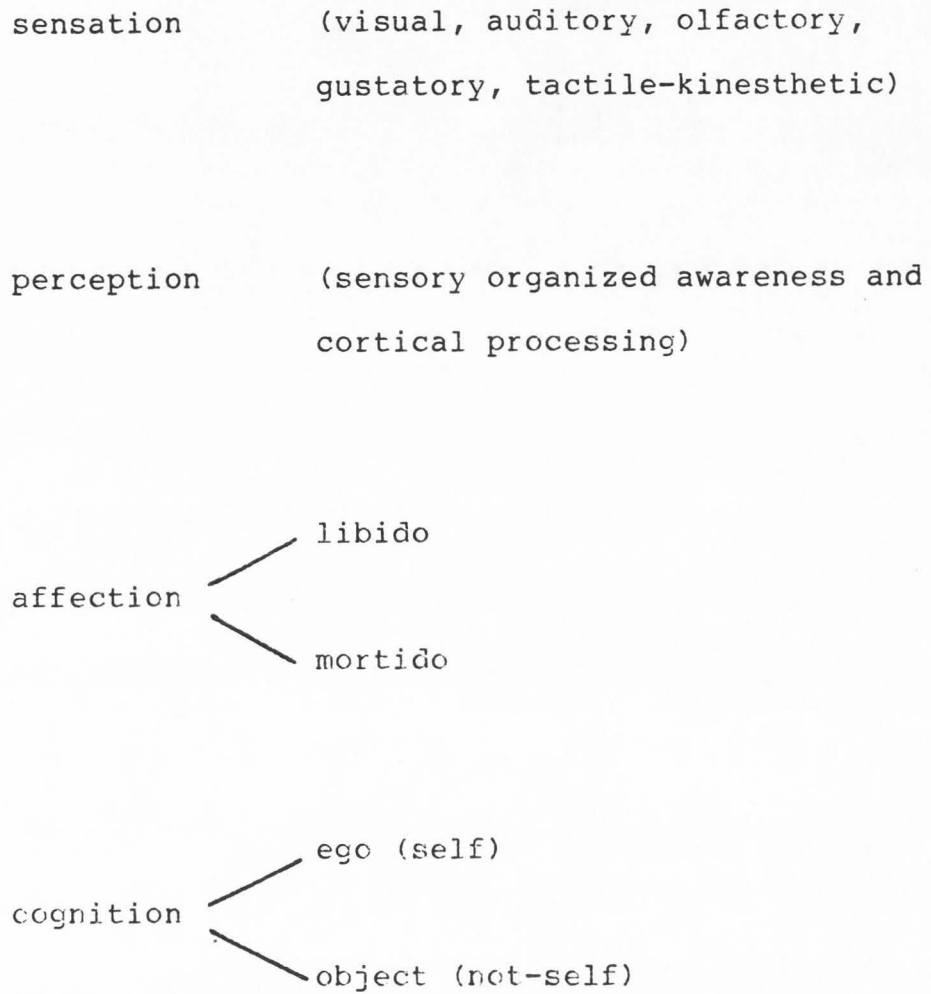 sensation (visual, auditory, olfactory,
gustatory, tactile-kinesthetic)
perception (sensory organized awareness and
cortical processing)
libido
affection
mortido
ego (self)
cognition
object (not-self)